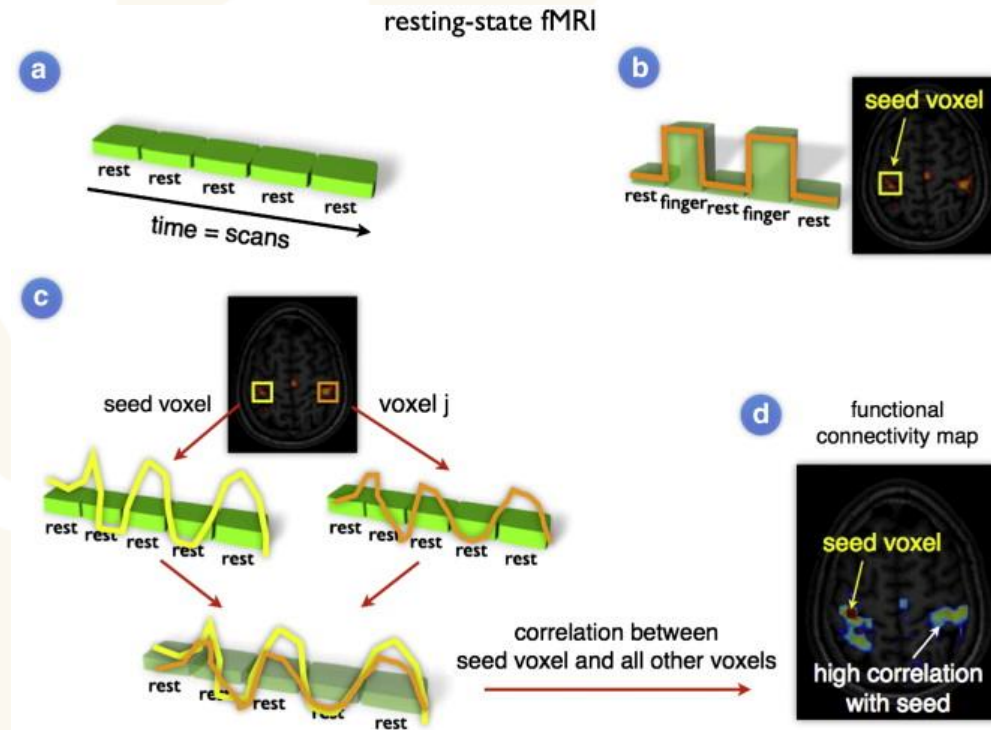 resting-state fMRI
a
rest
rest
rest
rest
rest
time = scans
b
seed voxel
rest finger rest finger rest
c
seed voxel
voxel j
rest rest rest rest rest
rest rest rest rest rest
rest rest rest rest rest
correlation between
seed voxel and all other voxels
d
functional
connectivity map
seed voxel
high correlation
with seed